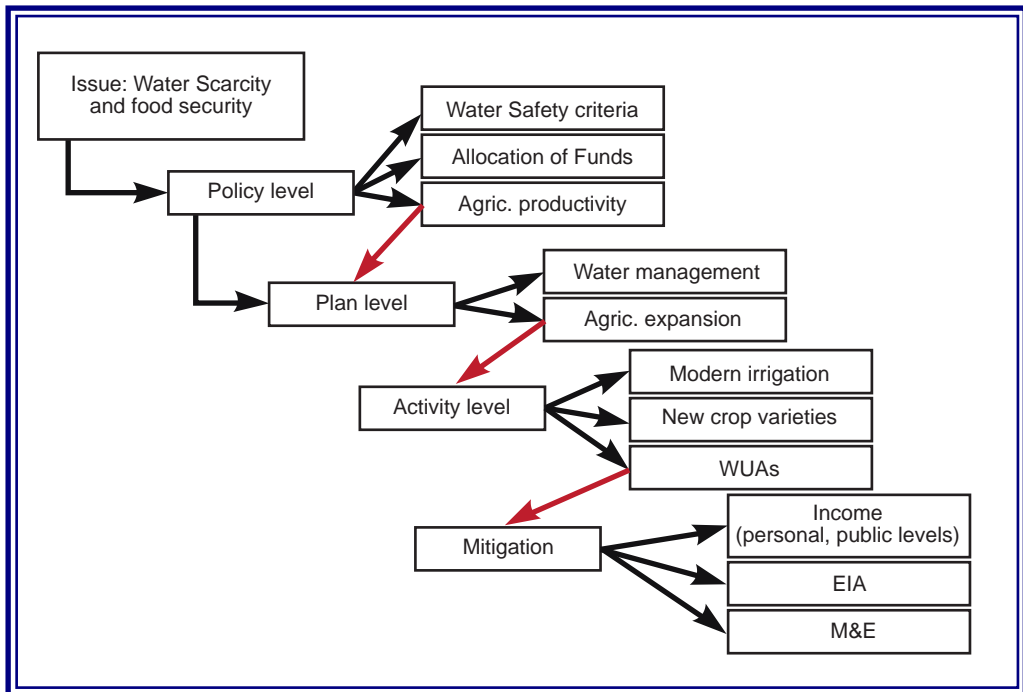 Issue: Water Scarcity
and food security
Water Safety criteria
Allocation of Funds
Policy level
Agric. productivity
Water management
Plan level
Agric. expansion
Modern irrigation
Activity level
New crop varieties
WUAs
Income
(personal, public levels)
Mitigation
EIA
M&E